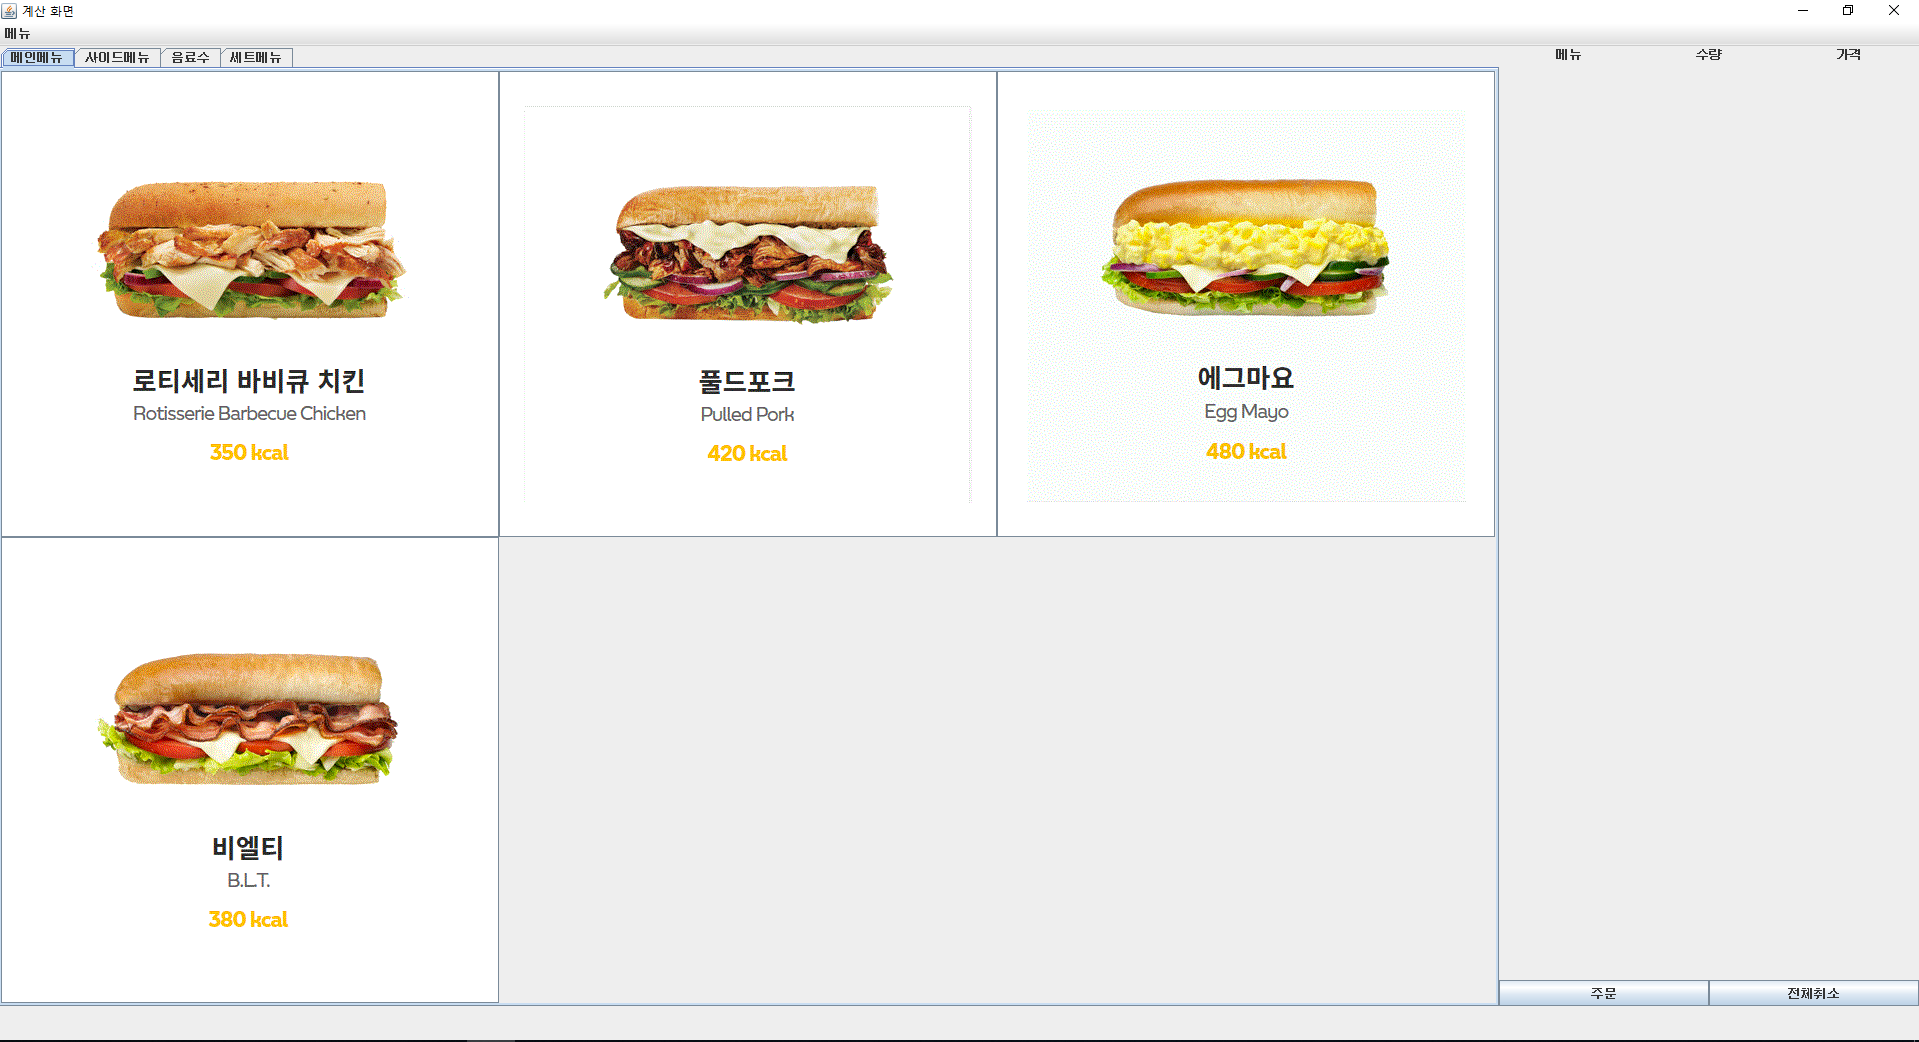 계산 화면
메뉴
메인메뉴 사이드메뉴 음료수 세트메뉴
메뉴 수량 가격
로티세리 바비큐 치킨
Rotisserie Barbecue Chicken
350 kcal
풀드포크
Pulled Pork
420 kcal
에그마요
Egg Mayo
480 kcal
비엘티
B.L.T.
380 kcal
주문 전체취소